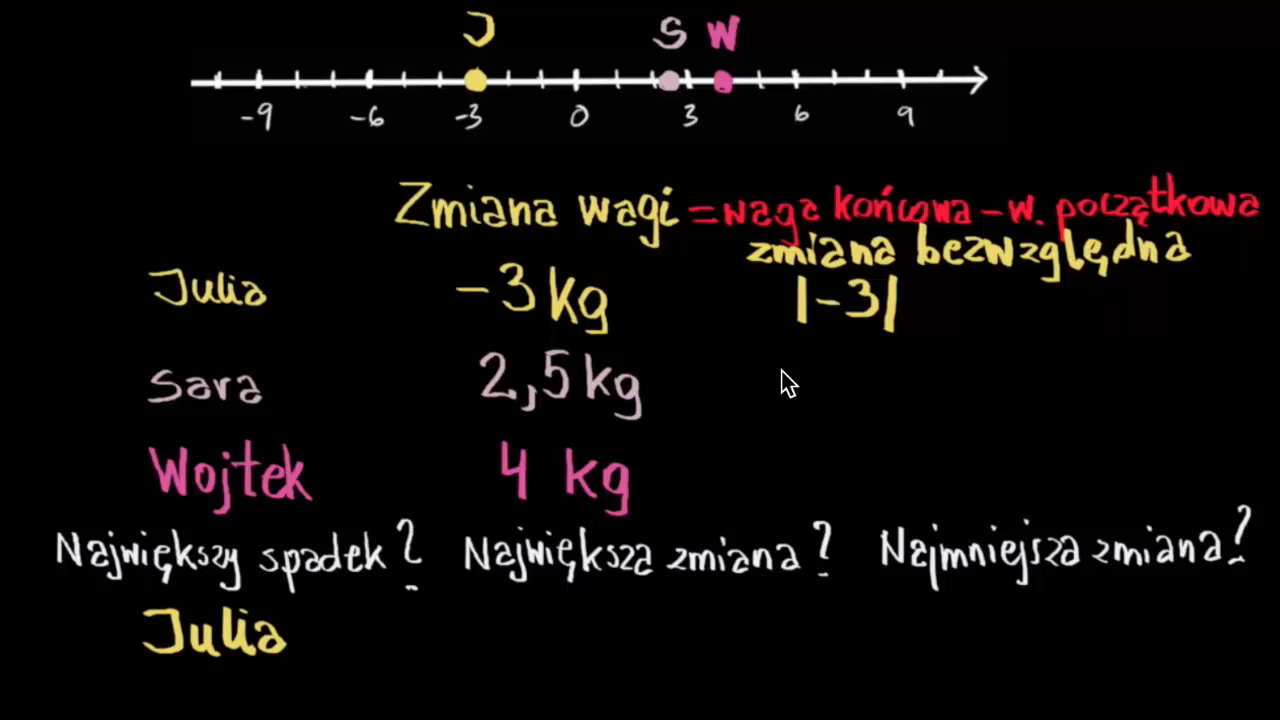 J S W
-9 -6 -3 0 3 6 9
Zmiana wagi = waga końcowa - w. początkowa
zmiana bezwzględna
Julia -3 kg |-3|
Sara 2,5 kg
Wojtek 4 kg
Największy spadek? Największa zmiana? Najmniejsza zmiana?
Julia